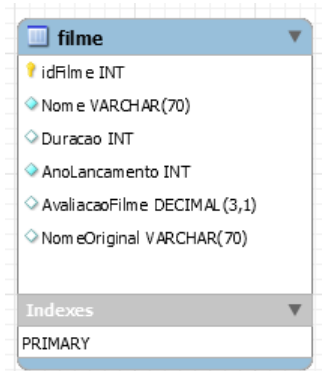 filme
idFilme INT
Nome VARCHAR(70)
Duracao INT
AnoLancamento INT
AvaliacaoFilme DECIMAL(3,1)
NomeOriginal VARCHAR(70)
Indexes
PRIMARY